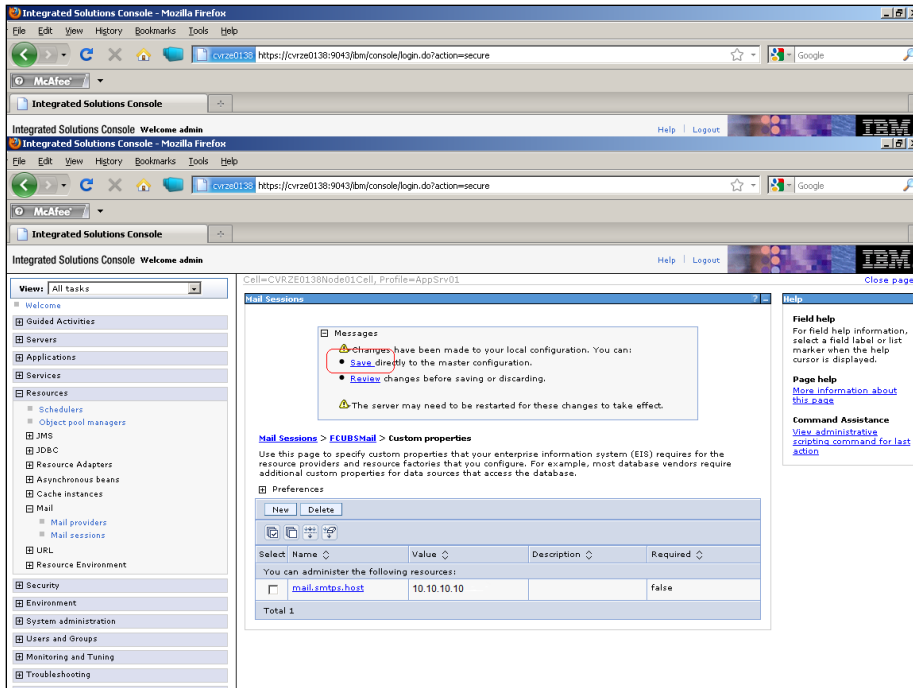 Integrated Solutions Console - Mozilla Firefox
File Edit View History Bookmarks Tools Help
cvrze0138 https://cvrze0138:9043/ibm/console/login.do?action=secure Google
McAfee
Integrated Solutions Console
Integrated Solutions Console Welcome admin Help | Logout IBM
Integrated Solutions Console - Mozilla Firefox
File Edit View History Bookmarks Tools Help
cvrze0138 https://cvrze0138:9043/ibm/console/login.do?action=secure Google
McAfee
Integrated Solutions Console
Integrated Solutions Console Welcome admin Help | Logout IBM
View: All tasks
Welcome
Guided Activities
Servers
Applications
Services
Resources
Schedulers
Object pool managers
JMS
JDBC
Resource Adapters
Asynchronous beans
Cache instances
Mail
Mail providers
Mail sessions
URL
Resource Environment
Security
Environment
System administration
Users and Groups
Monitoring and Tuning
Troubleshooting
Cell=CVRZE0138Node01Cell, Profile=AppSrv01
Close page
Mail Sessions ? -
Messages
Changes have been made to your local configuration. You can:
Save directly to the master configuration.
Review changes before saving or discarding.
The server may need to be restarted for these changes to take effect.
Mail Sessions > FCUBSMail > Custom properties
Use this page to specify custom properties that your enterprise information system (EIS) requires for the
resource providers and resource factories that you configure. For example, most database vendors require
additional custom properties for data sources that access the database.
Preferences
New Delete
Select Name Value Description Required
You can administer the following resources:
mail.smtps.host 10.10.10.10 false
Total 1
Help
Field help
For field help information,
select a field label or list
marker when the help
cursor is displayed.
Page help
More information about
this page
Command Assistance
View administrative
scripting command for last
action